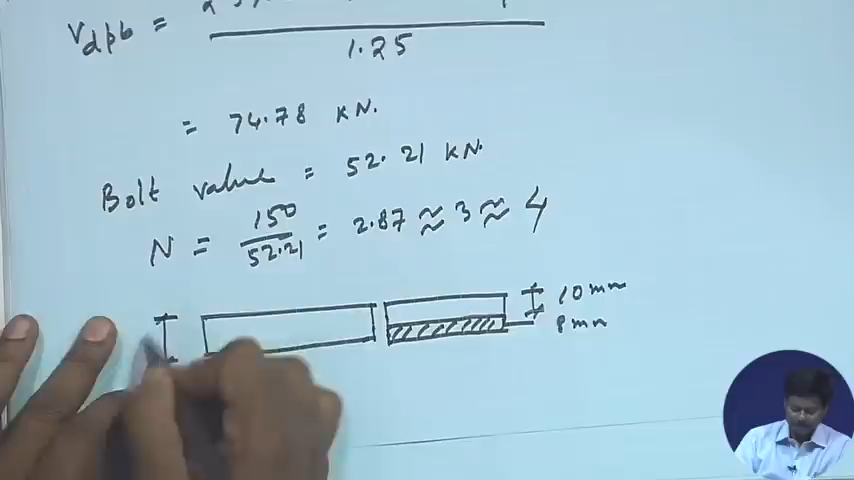 Vdpb =
1.25
= 74.78 kN.
Bolt value = 52.21 kN.
N = 150 / 52.21 = 2.87 ≈ 3 ≈ 4
10 mm
8 mm